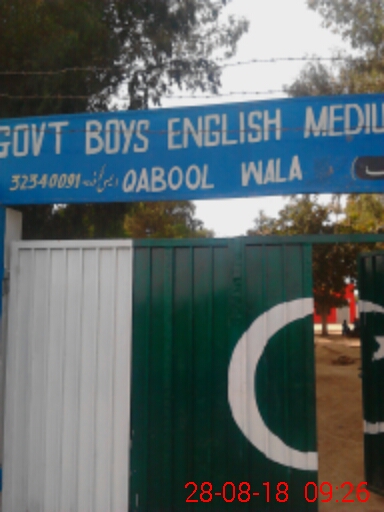 GOVT BOYS ENGLISH MEDIU
32340091 QABOOL WALA
28-08-18 09:26